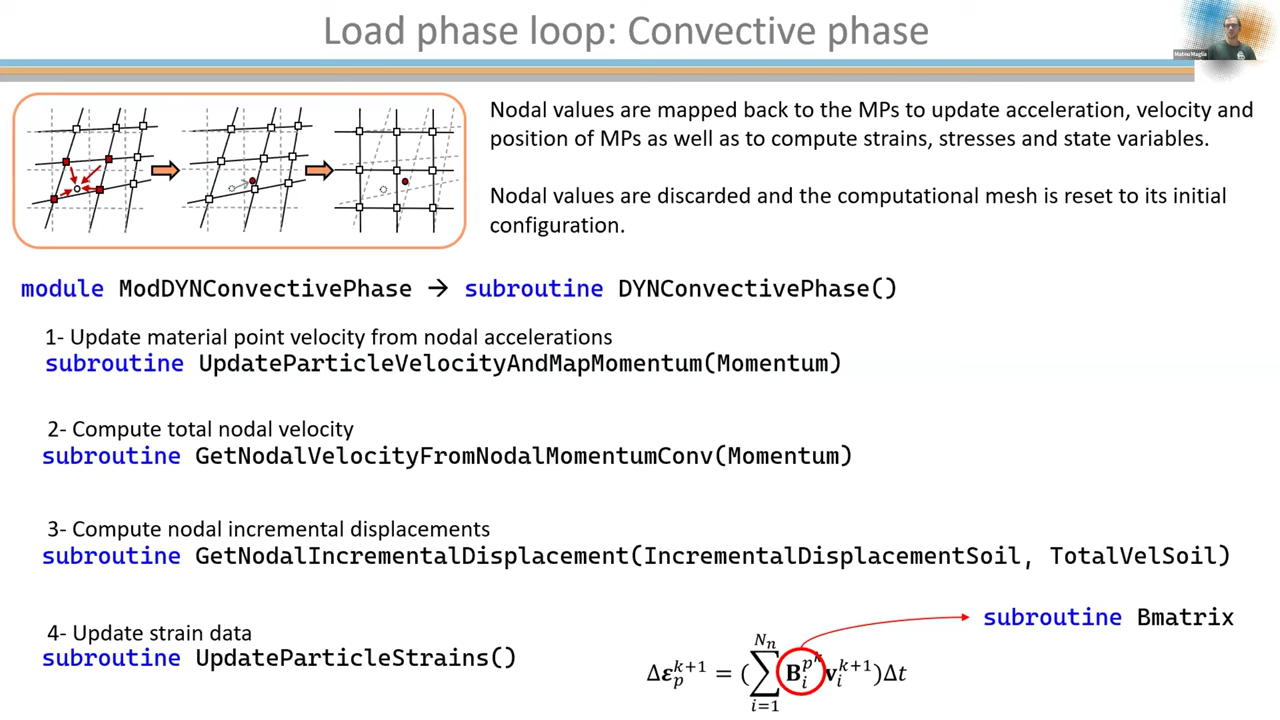 Load phase loop: Convective phase
Mateo Maglia
Nodal values are mapped back to the MPs to update acceleration, velocity and
position of MPs as well as to compute strains, stresses and state variables.
Nodal values are discarded and the computational mesh is reset to its initial
configuration.
module ModDYNConvectivePhase → subroutine DYNConvectivePhase()
1- Update material point velocity from nodal accelerations
subroutine UpdateParticleVelocityAndMapMomentum(Momentum)
2- Compute total nodal velocity
subroutine GetNodalVelocityFromNodalMomentumConv(Momentum)
3- Compute nodal incremental displacements
subroutine GetNodalIncrementalDisplacement(IncrementalDisplacementSoil, TotalVelSoil)
subroutine Bmatrix
4- Update strain data
subroutine UpdateParticleStrains()
Δε_p^{k+1} = (∑_{i=1}^{N_n} B_i^{p^k} v_i^{k+1})Δt